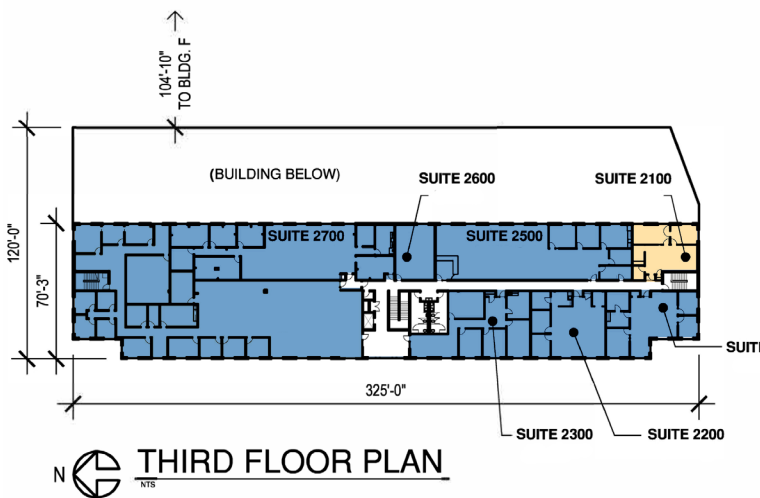 104'-10"
TO BLDG. F
(BUILDING BELOW)
SUITE 2600
SUITE 2100
120'-0"
70'-3"
SUITE 2700
SUITE 2500
SUITE
325'-0"
SUITE 2300
SUITE 2200
N
THIRD FLOOR PLAN
NTS